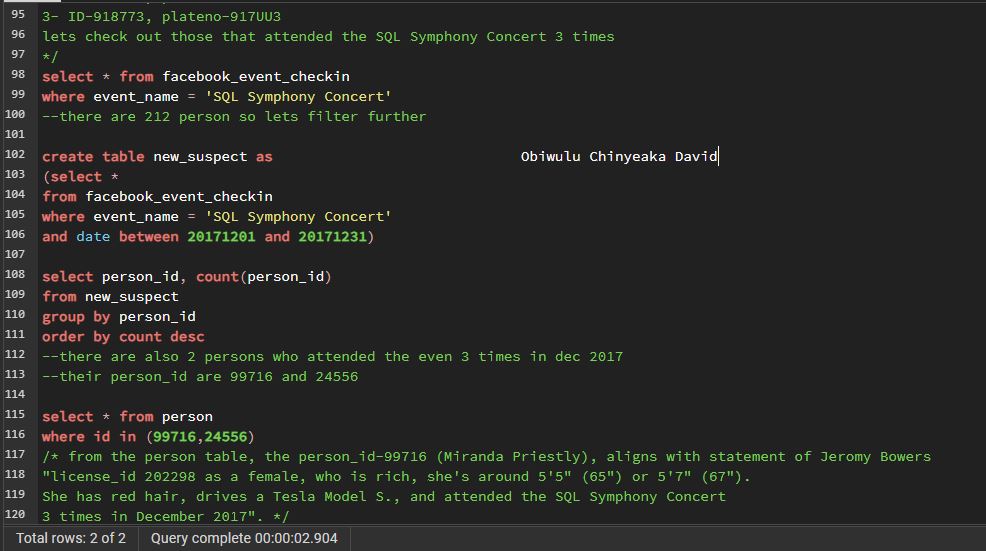 95 3- ID-918773, plateno-917UU3
96 lets check out those that attended the SQL Symphony Concert 3 times
97 */
98 select * from facebook_event_checkin
99 where event_name = 'SQL Symphony Concert'
100 --there are 212 person so lets filter further
101
102 create table new_suspect as Obiwulu Chinyeaka David
103 (select *
104 from facebook_event_checkin
105 where event_name = 'SQL Symphony Concert'
106 and date between 20171201 and 20171231)
107
108 select person_id, count(person_id)
109 from new_suspect
110 group by person_id
111 order by count desc
112 --there are also 2 persons who attended the even 3 times in dec 2017
113 --their person_id are 99716 and 24556
114
115 select * from person
116 where id in (99716,24556)
117 /* from the person table, the person_id-99716 (Miranda Priestly), aligns with statement of Jeromy Bowers
118 "license_id 202298 as a female, who is rich, she's around 5'5" (65") or 5'7" (67").
119 She has red hair, drives a Tesla Model S., and attended the SQL Symphony Concert
120 3 times in December 2017". */
Total rows: 2 of 2 Query complete 00:00:02.904